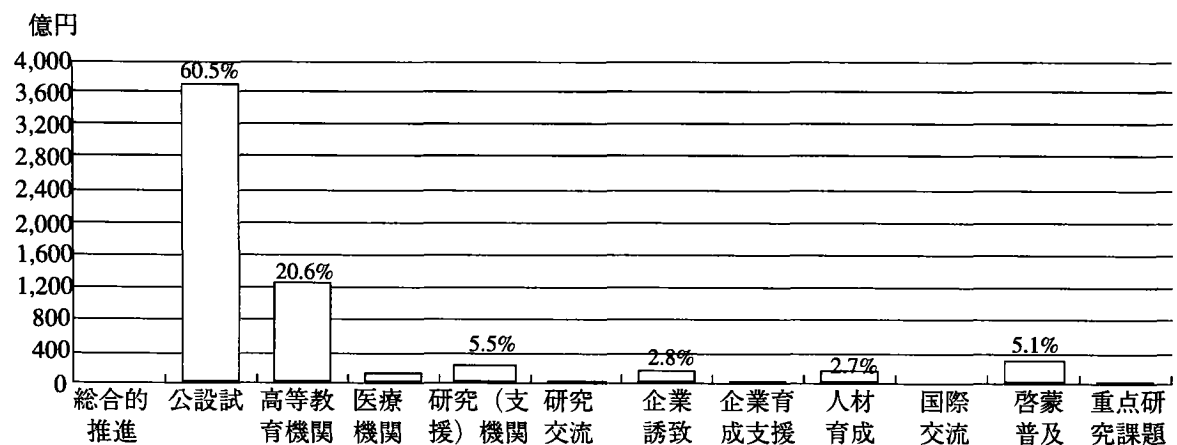 億円
4,000
3,600
3,200
2,800
2,400
2,000
1,600
1,200
800
400
0
60.5%
20.6%
5.5%
2.8%
2.7%
5.1%
総合的
推進
公設試
高等教
育機関
医療
機関
研究（支
援）機関
研究
交流
企業
誘致
企業育
成支援
人材
育成
国際
交流
啓蒙
普及
重点研
究課題